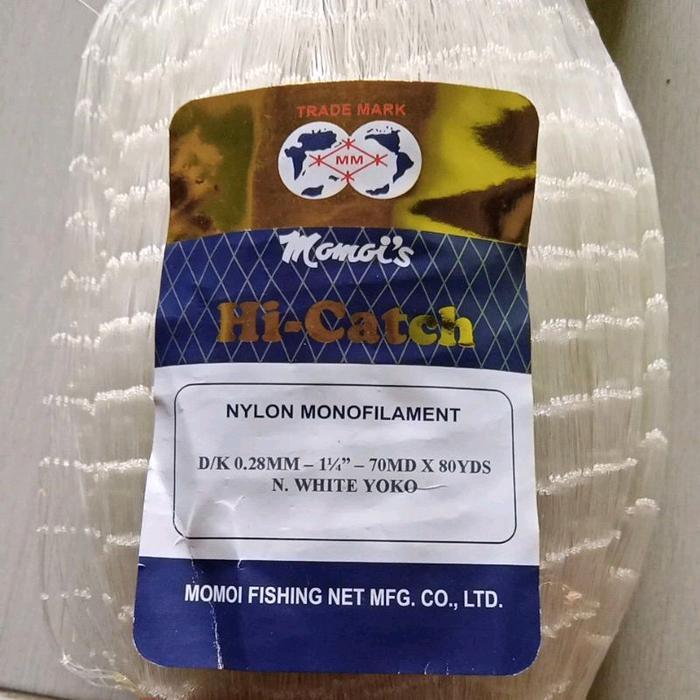 TRADE MARK
MM
Momoi's
Hi-Catch
NYLON MONOFILAMENT
D/K 0.28MM – 1¼” – 70MD X 80YDS
N. WHITE YOKO
MOMOI FISHING NET MFG. CO., LTD.